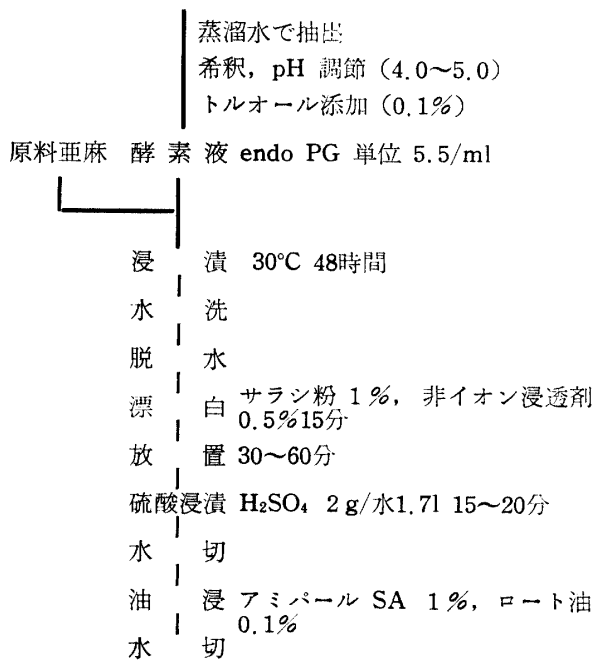 蒸溜水で抽出
希釈，pH 調節（4.0〜5.0）
トルオール添加（0.1%）
原料亜麻 酵素液 endo PG 単位 5.5/ml
浸漬 30°C 48時間
水洗
脱水
漂白 サラシ粉 1%，非イオン浸透剤
0.5%15分
放置 30〜60分
硫酸浸漬 H₂SO₄ 2g/水1.7l 15〜20分
水切
油浸 アミパール SA 1%，ロート油
0.1%
水切